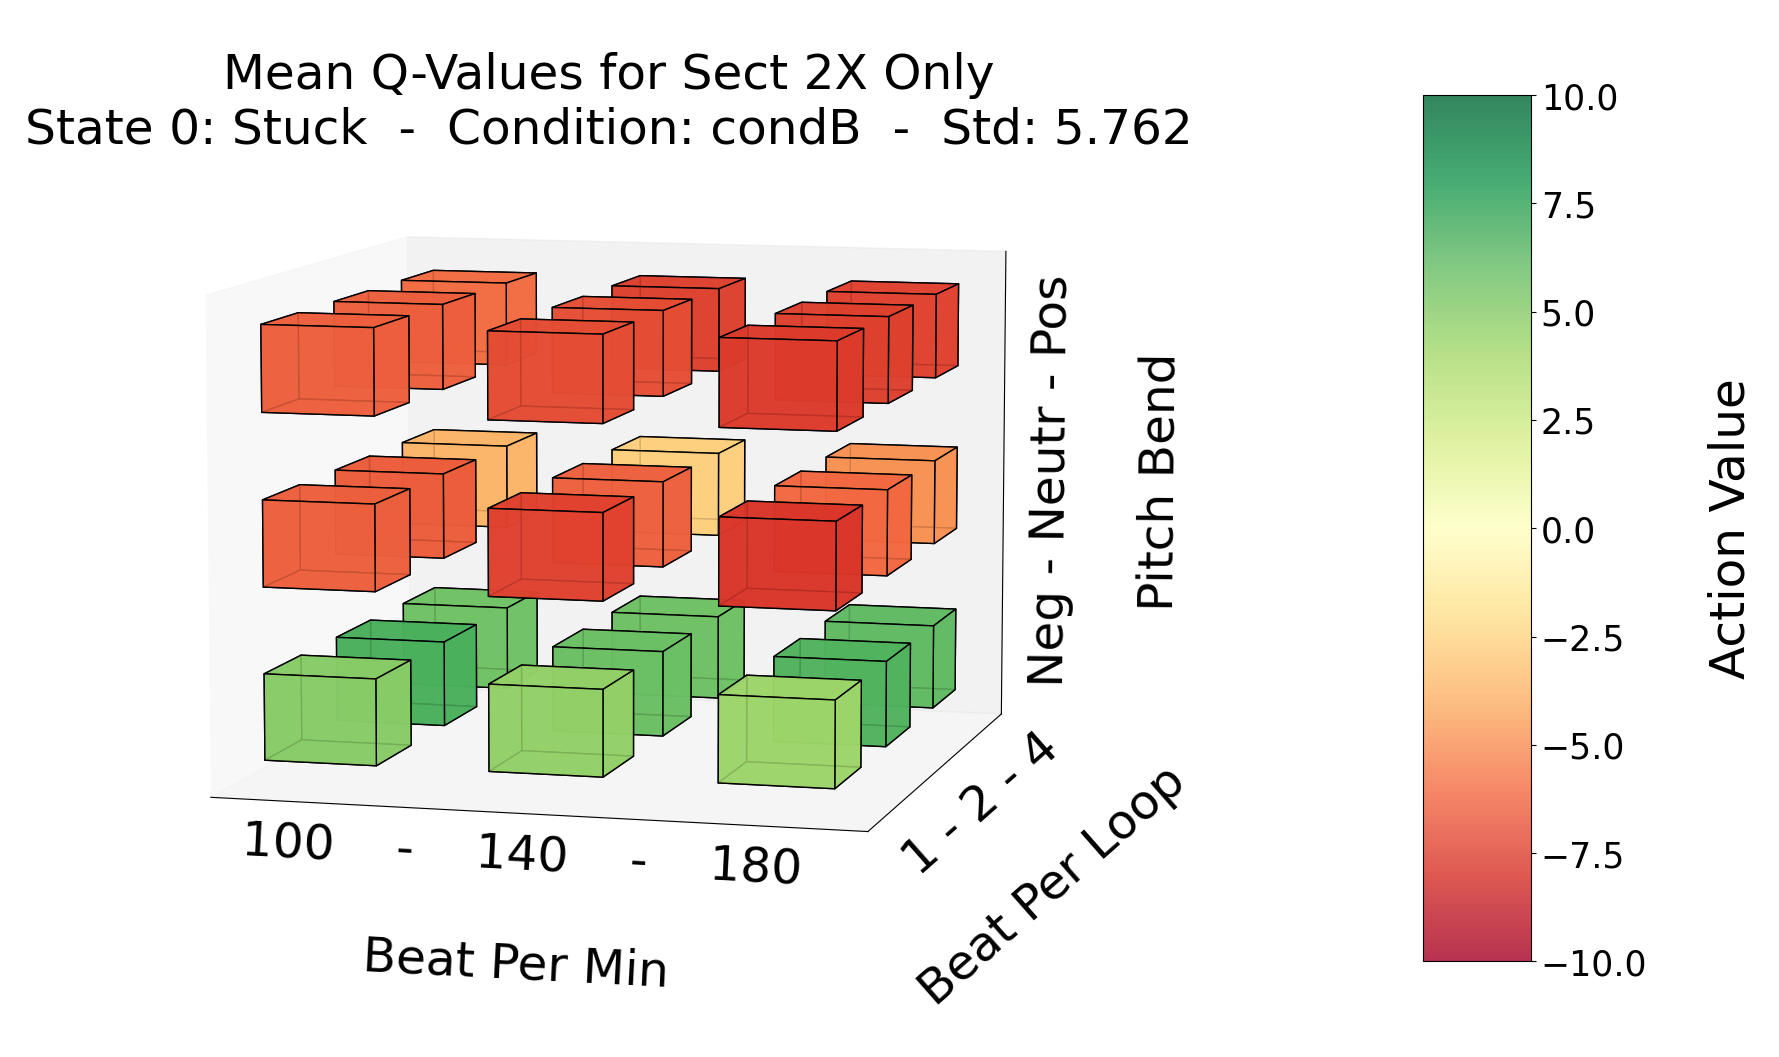 Mean Q-Values for Sect 2X Only
State 0: Stuck  -  Condition: condB  -  Std: 5.762
10.0
7.5
5.0
2.5
0.0
−2.5
−5.0
−7.5
−10.0
Action Value
Neg - Neutr - Pos
Pitch Bend
1 - 2 - 4
Beat Per Loop
100 - 140 - 180
Beat Per Min